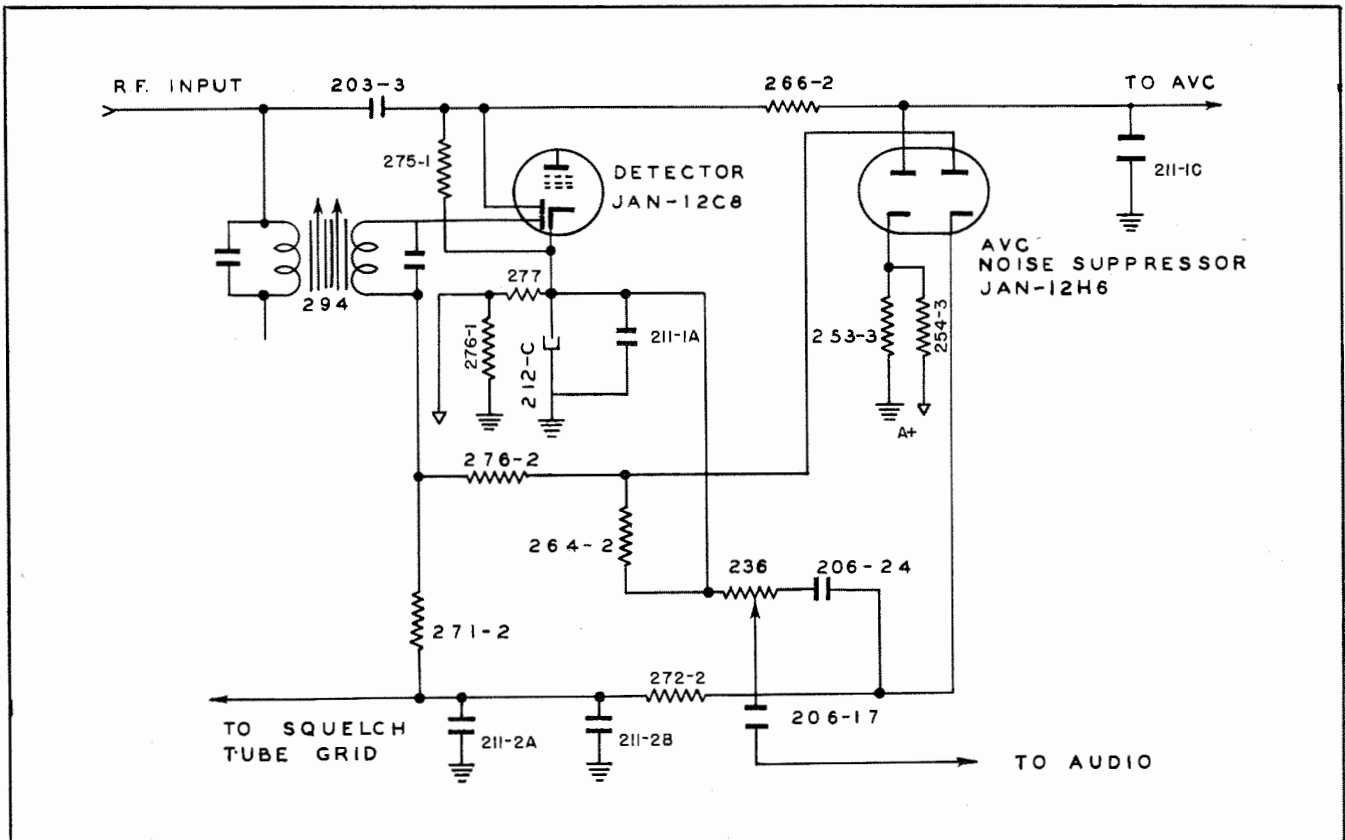 R.F. INPUT
203-3
266-2
TO AVC
275-1
DETECTOR
JAN-12C8
211-1C
AVC
NOISE SUPPRESSOR
JAN-12H6
294
277
276-1
212-C
211-1A
253-3
254-3
A+
276-2
264-2
236
206-24
271-2
272-2
206-17
TO SQUELCH
TUBE GRID
211-2A
211-2B
TO AUDIO